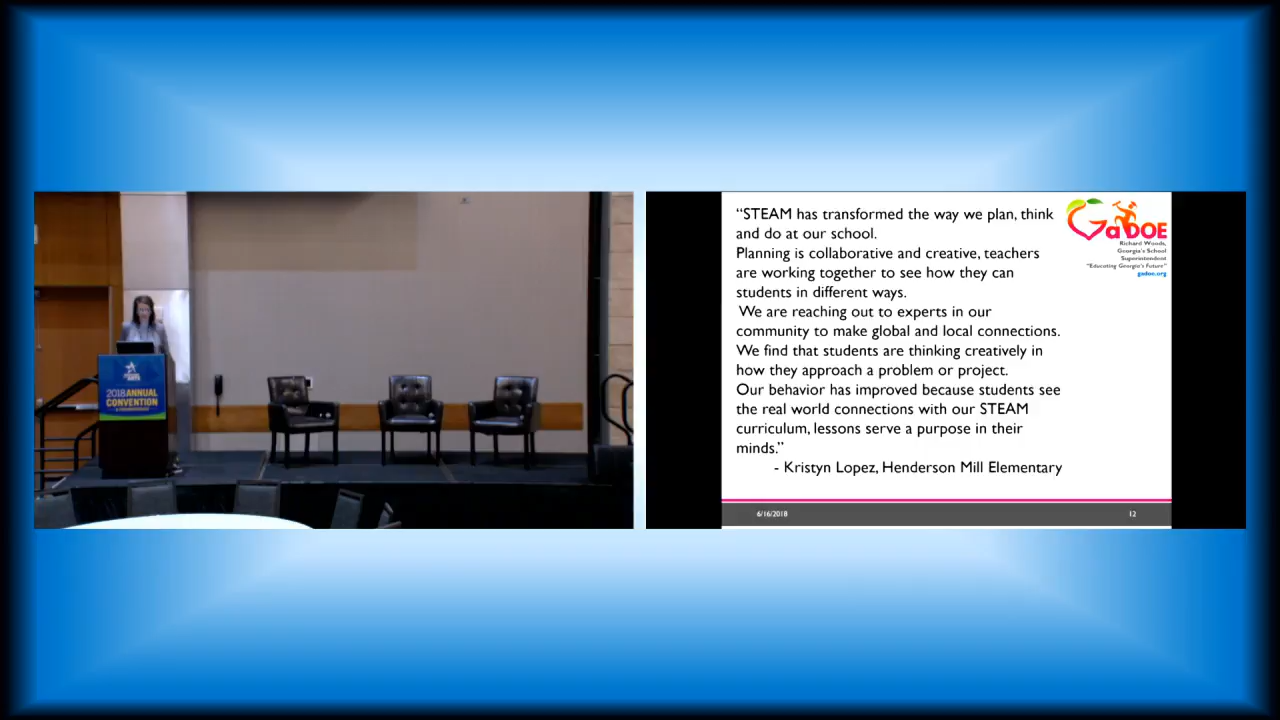 2018 ANNUAL
CONVENTION
“STEAM has transformed the way we plan, think
and do at our school.
Planning is collaborative and creative, teachers
are working together to see how they can
students in different ways.
We are reaching out to experts in our
community to make global and local connections.
We find that students are thinking creatively in
how they approach a problem or project.
Our behavior has improved because students see
the real world connections with our STEAM
curriculum, lessons serve a purpose in their
minds.”
- Kristyn Lopez, Henderson Mill Elementary
GaDOE
Richard Woods,
Georgia's School
Superintendent
"Educating Georgia's Future"
gadoe.org
6/16/2018
12